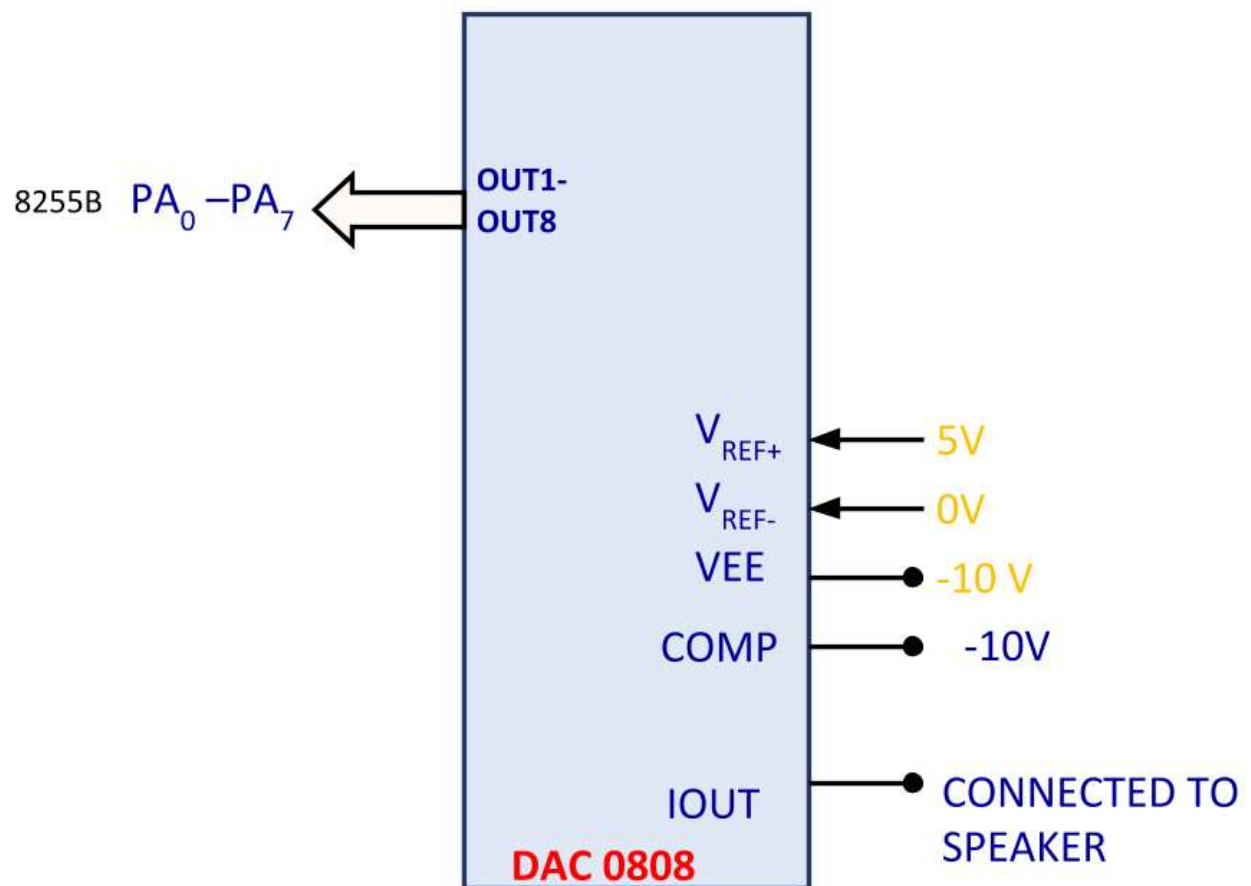 OUT1-
8255B PA0 –PA7
OUT8
VREF+ 5V
VREF- 0V
VEE -10 V
COMP -10V
IOUT CONNECTED TO
SPEAKER
DAC 0808